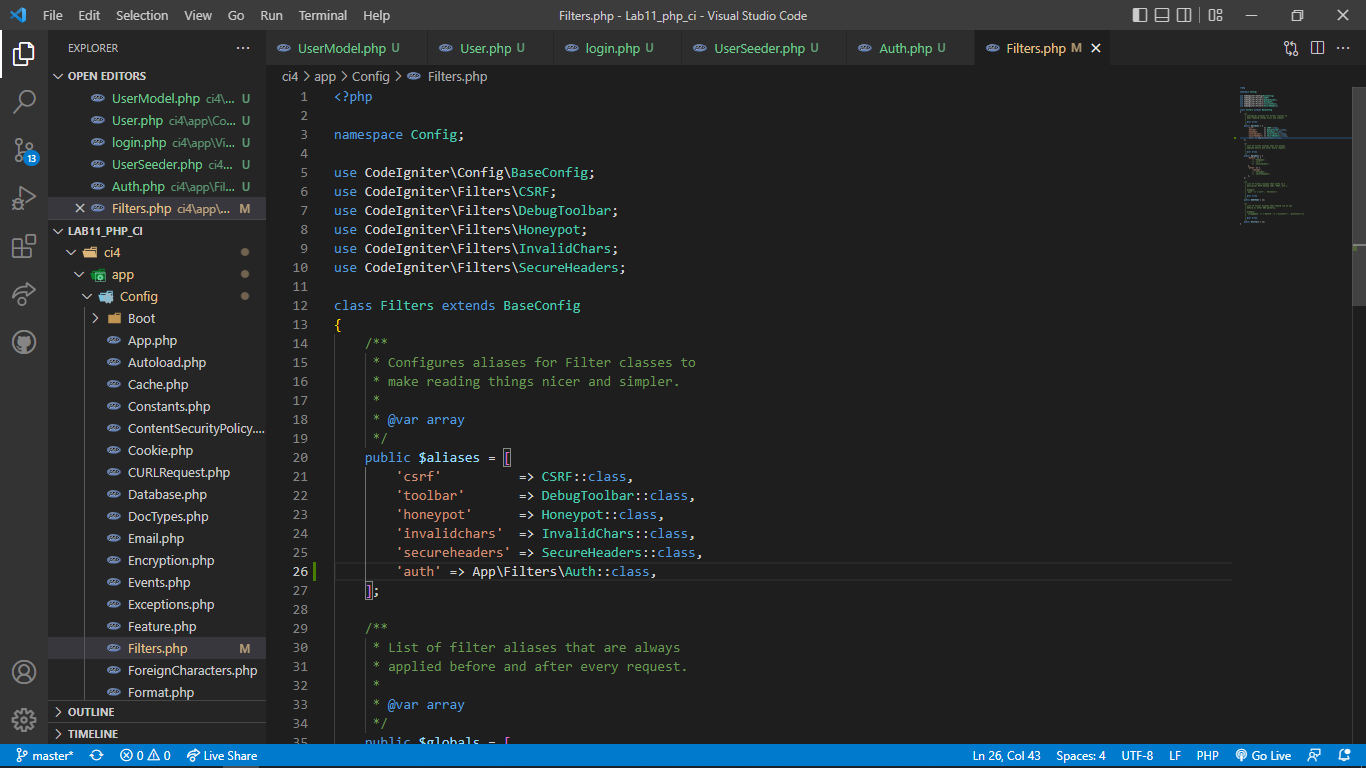 File Edit Selection View Go Run Terminal Help Filters.php - Lab11_php_ci - Visual Studio Code
EXPLORER ...
OPEN EDITORS
UserModel.php ci4\... U
User.php ci4\app\Co... U
login.php ci4\app\Vi... U
UserSeeder.php ci4... U
Auth.php ci4\app\Fil... U
Filters.php ci4\app\... M
LAB11_PHP_CI
ci4
app
Config
Boot
App.php
Autoload.php
Cache.php
Constants.php
ContentSecurityPolicy....
Cookie.php
CURLRequest.php
Database.php
DocTypes.php
Email.php
Encryption.php
Events.php
Exceptions.php
Feature.php
Filters.php M
ForeignCharacters.php
Format.php
OUTLINE
TIMELINE
13
UserModel.php U User.php U login.php U UserSeeder.php U Auth.php U Filters.php M
ci4 > app > Config > Filters.php
1 <?php
2
3 namespace Config;
4
5 use CodeIgniter\Config\BaseConfig;
6 use CodeIgniter\Filters\CSRF;
7 use CodeIgniter\Filters\DebugToolbar;
8 use CodeIgniter\Filters\Honeypot;
9 use CodeIgniter\Filters\InvalidChars;
10 use CodeIgniter\Filters\SecureHeaders;
11
12 class Filters extends BaseConfig
13 {
14 /**
15 * Configures aliases for Filter classes to
16 * make reading things nicer and simpler.
17 *
18 * @var array
19 */
20 public $aliases = [
21 'csrf' => CSRF::class,
22 'toolbar' => DebugToolbar::class,
23 'honeypot' => Honeypot::class,
24 'invalidchars' => InvalidChars::class,
25 'secureheaders' => SecureHeaders::class,
26 'auth' => App\Filters\Auth::class,
27 ];
28
29 /**
30 * List of filter aliases that are always
31 * applied before and after every request.
32 *
33 * @var array
34 */
35 public $globals = [
master* 0 0 Live Share Ln 26, Col 43 Spaces: 4 UTF-8 LF PHP Go Live